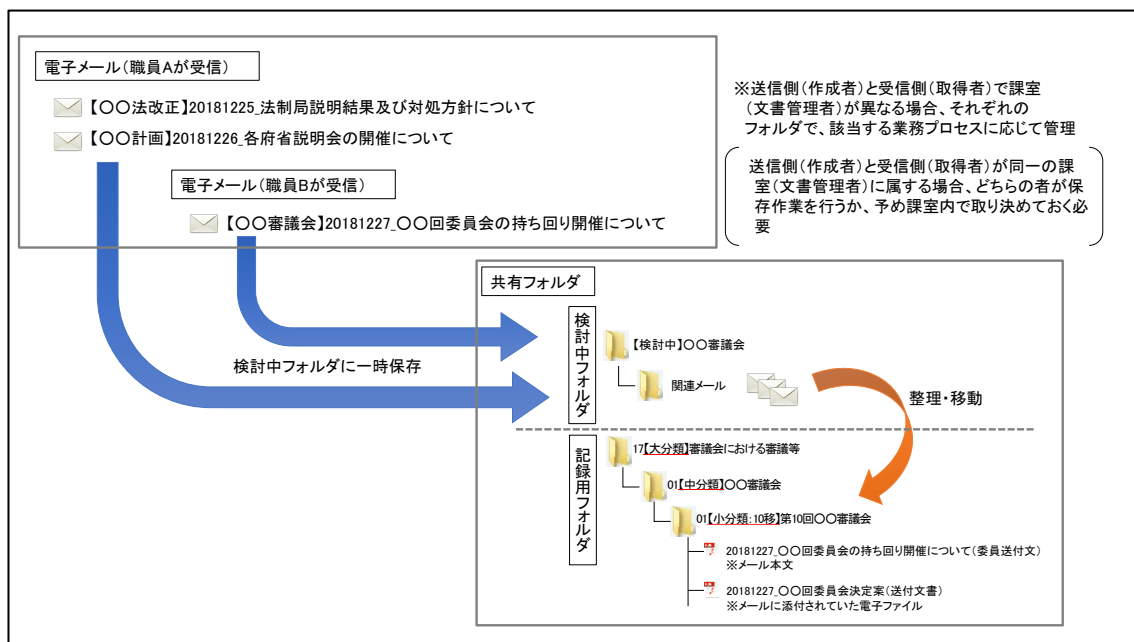 電子メール（職員Aが受信）
【〇〇法改正】20181225_法制局説明結果及び対処方針について
【〇〇計画】20181226_各府省説明会の開催について
電子メール（職員Bが受信）
【〇〇審議会】20181227_〇〇回委員会の持ち回り開催について
※送信側（作成者）と受信側（取得者）で課室
（文書管理者）が異なる場合、それぞれの
フォルダで、該当する業務プロセスに応じて管理
送信側（作成者）と受信側（取得者）が同一の課
室（文書管理者）に属する場合、どちらの者が保
存作業を行うか、予め課室内で取り決めておく必
要
検討中フォルダに一時保存
共有フォルダ
検討中フォルダ
【検討中】〇〇審議会
関連メール
整理・移動
記録用フォルダ
17【大分類】審議会における審議等
01【中分類】〇〇審議会
01【小分類：10移】第10回〇〇審議会
20181227_〇〇回委員会の持ち回り開催について（委員送付文）
※メール本文
20181227_〇〇回委員会決定案（送付文書）
※メールに添付されていた電子ファイル